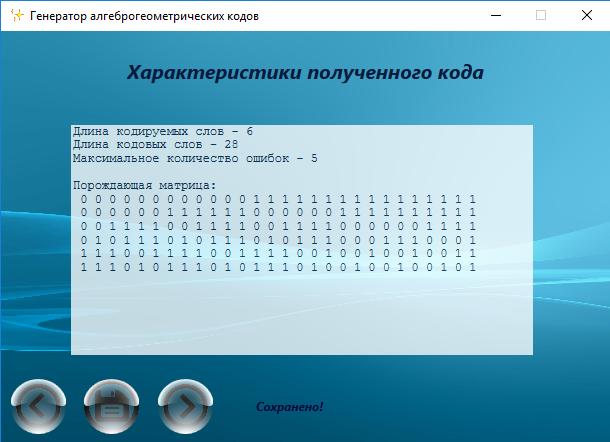 Генератор алгеброгеометрических кодов
Характеристики полученного кода
Длина кодируемых слов - 6
Длина кодовых слов - 28
Максимальное количество ошибок - 5
Порождающая матрица:
0 0 0 0 0 0 0 0 0 0 0 0 1 1 1 1 1 1 1 1 1 1 1 1 1 1 1 1
0 0 0 0 0 0 1 1 1 1 1 1 0 0 0 0 0 0 1 1 1 1 1 1 1 1 1 1
0 0 1 1 1 1 0 0 1 1 1 1 0 0 1 1 1 1 0 0 0 0 0 0 1 1 1 1
0 1 0 1 1 1 0 1 0 1 1 1 0 1 0 1 1 1 0 0 0 1 1 1 0 0 0 1
1 1 1 0 0 1 1 1 1 0 0 1 1 1 1 0 0 1 0 0 1 0 0 1 0 0 1 1
1 1 1 0 1 0 1 1 1 0 1 0 1 1 1 0 1 0 0 1 0 0 1 0 0 1 0 1
Сохранено!